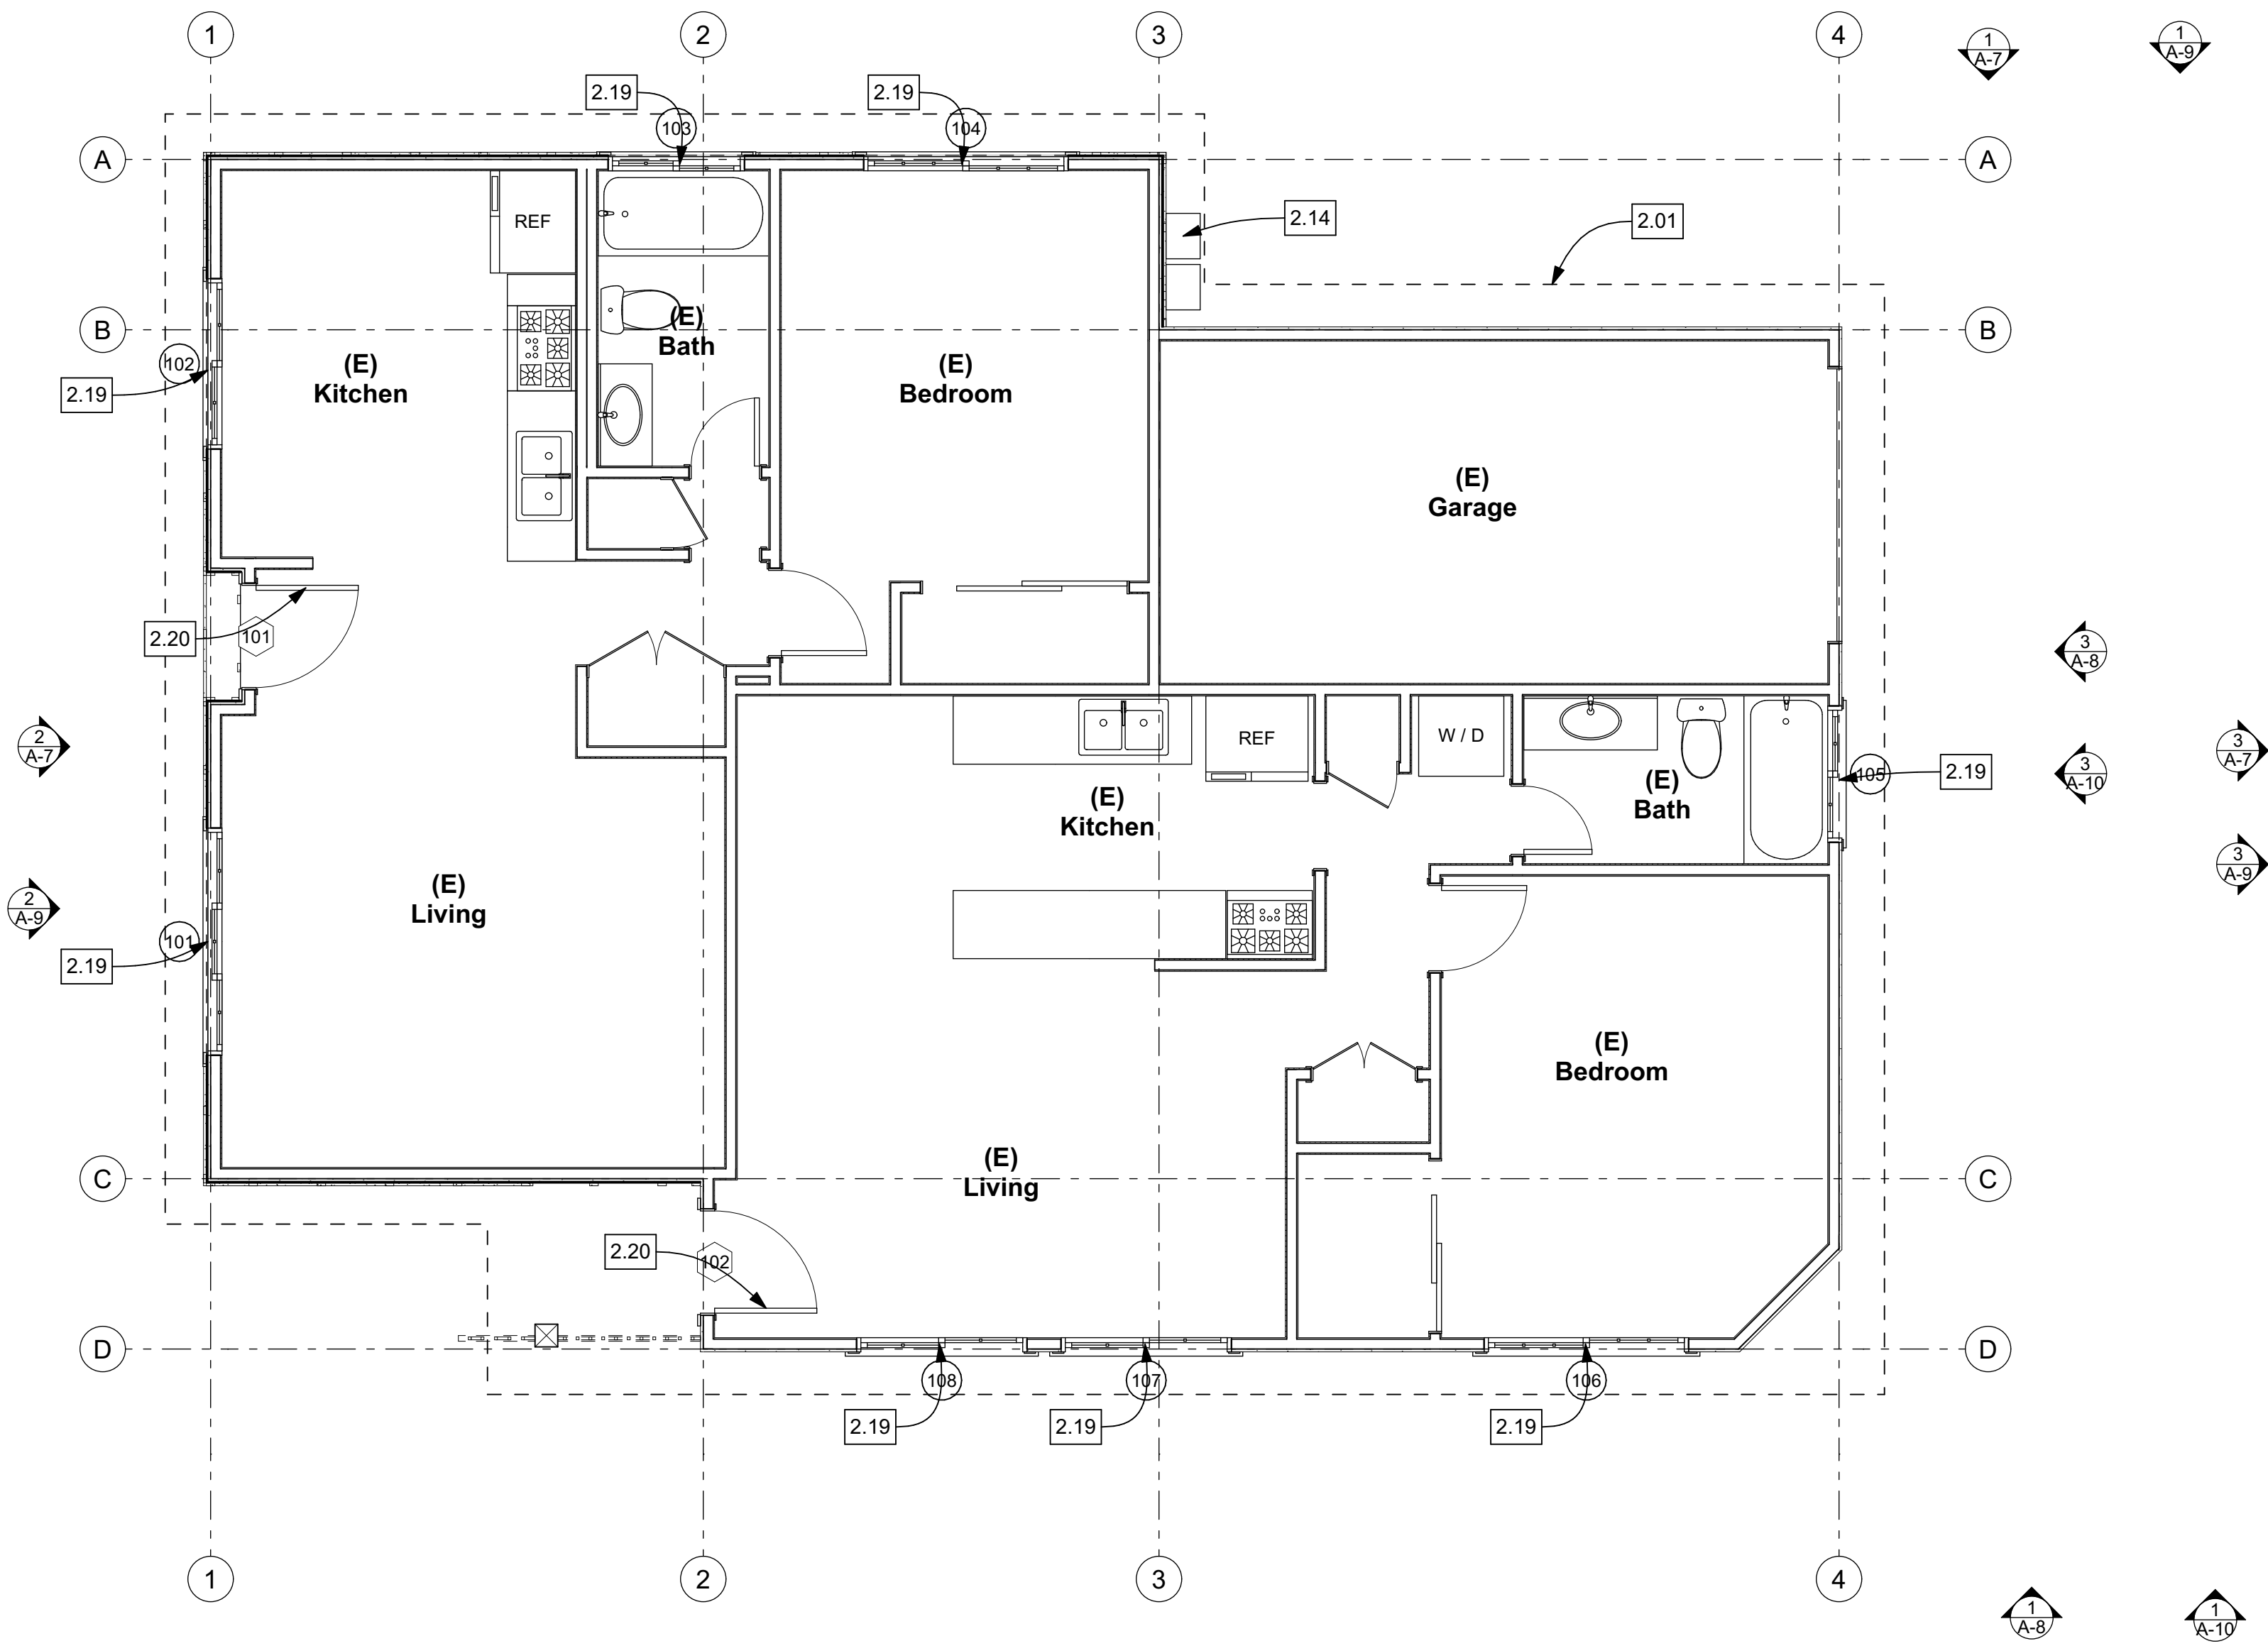 1
2
3
4
1
A-7
1
A-9
2.19
2.19
103
104
A
A
REF
2.14
2.01
B
B
(E)
Bath
102
2.19
(E)
Kitchen
(E)
Bedroom
(E)
Garage
2.20
101
3
A-8
2
A-7
REF
W / D
3
A-7
(E)
Kitchen
(E)
Bath
105
2.19
3
A-10
3
A-9
(E)
Living
2
A-9
101
2.19
(E)
Bedroom
(E)
Living
C
C
2.20
102
D
D
108
107
106
2.19
2.19
2.19
1
2
3
4
1
A-8
1
A-10